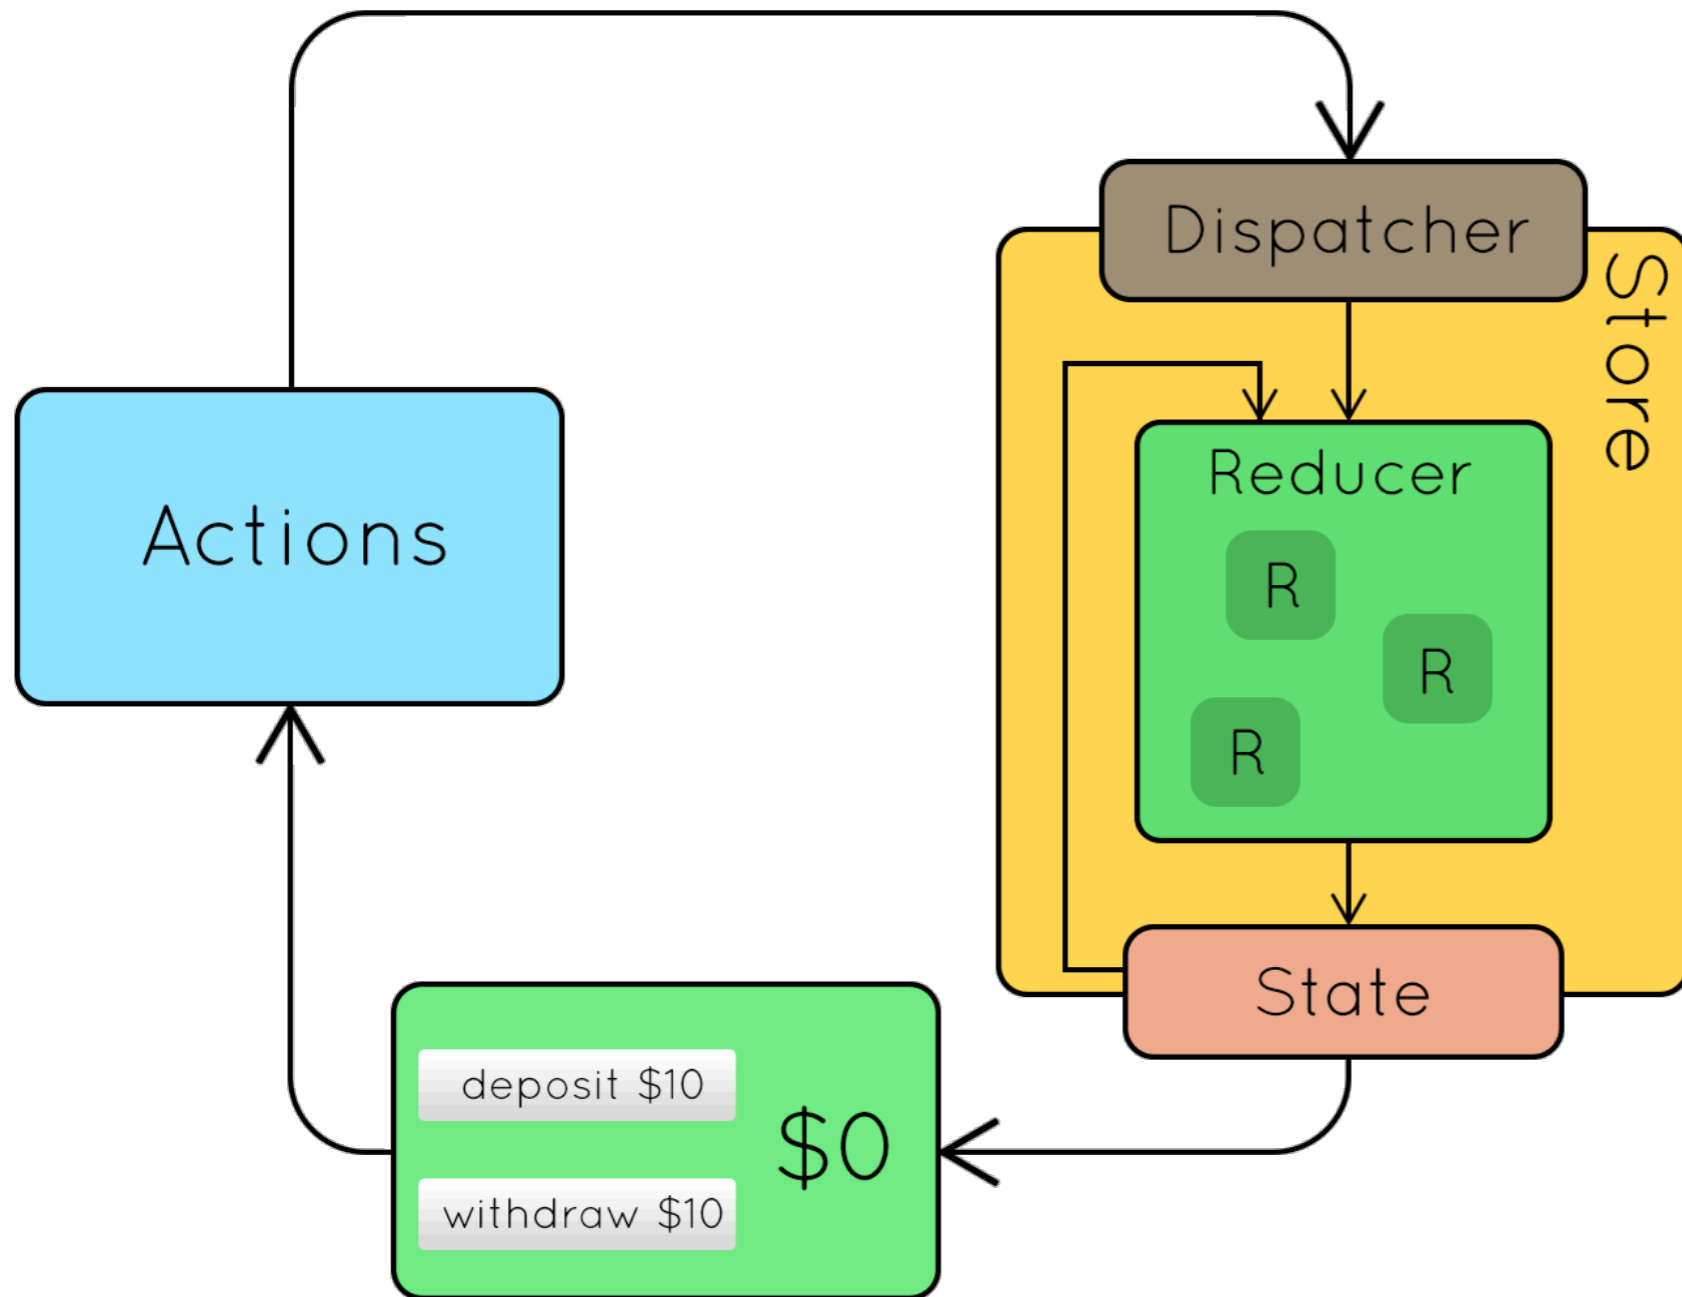 Dispatcher
Store
Reducer
R
R
R
Actions
State
deposit $10
$0
withdraw $10